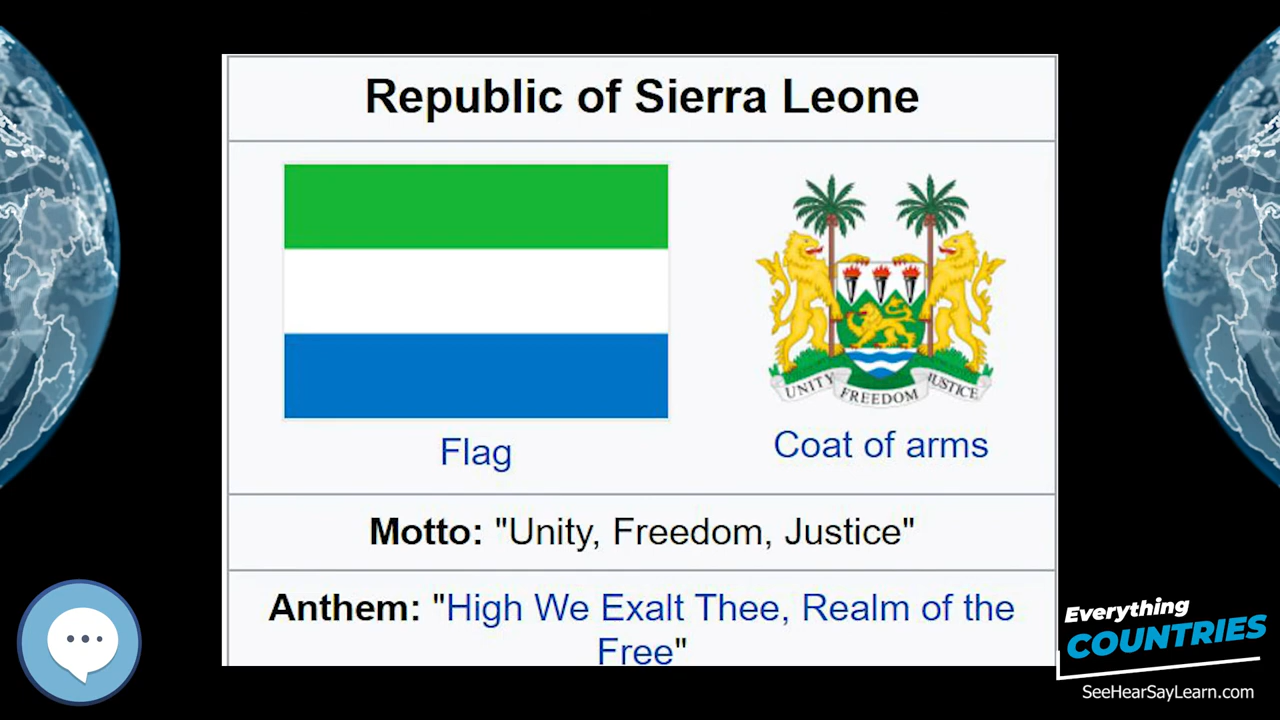 Republic of Sierra Leone
UNITY FREEDOM JUSTICE
Flag
Coat of arms
Motto: "Unity, Freedom, Justice"
Anthem: "High We Exalt Thee, Realm of the
Free"
Everything
COUNTRIES
SeeHearSayLearn.com